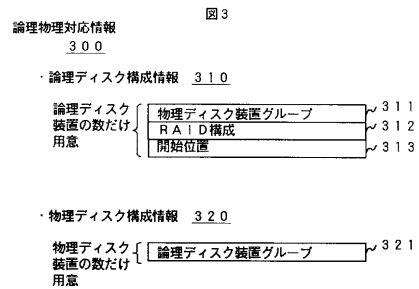 図3
論理物理対応情報
300
・論理ディスク構成情報 310
論理ディスク
装置の数だけ
用意
物理ディスク装置グループ 311
RAID構成 312
開始位置 313
・物理ディスク構成情報 320
物理ディスク
装置の数だけ
用意
論理ディスク装置グループ 321